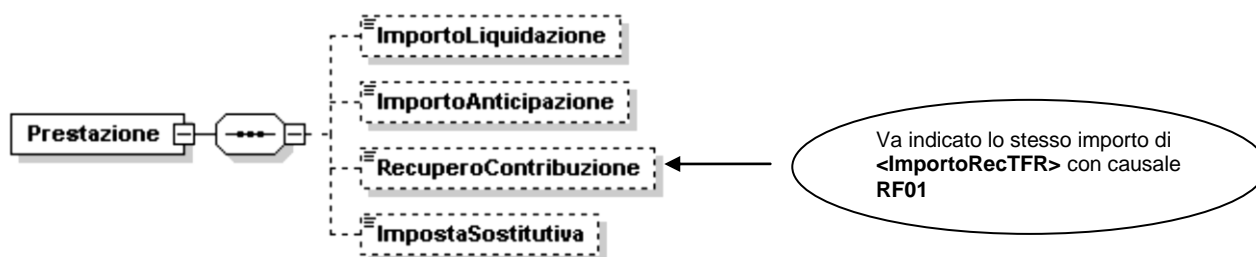 ImportoLiquidazione
ImportoAnticipazione
Prestazione
RecuperoContribuzione
ImpostaSostitutiva
Va indicato lo stesso importo di
<ImportoRecTFR> con causale
RF01